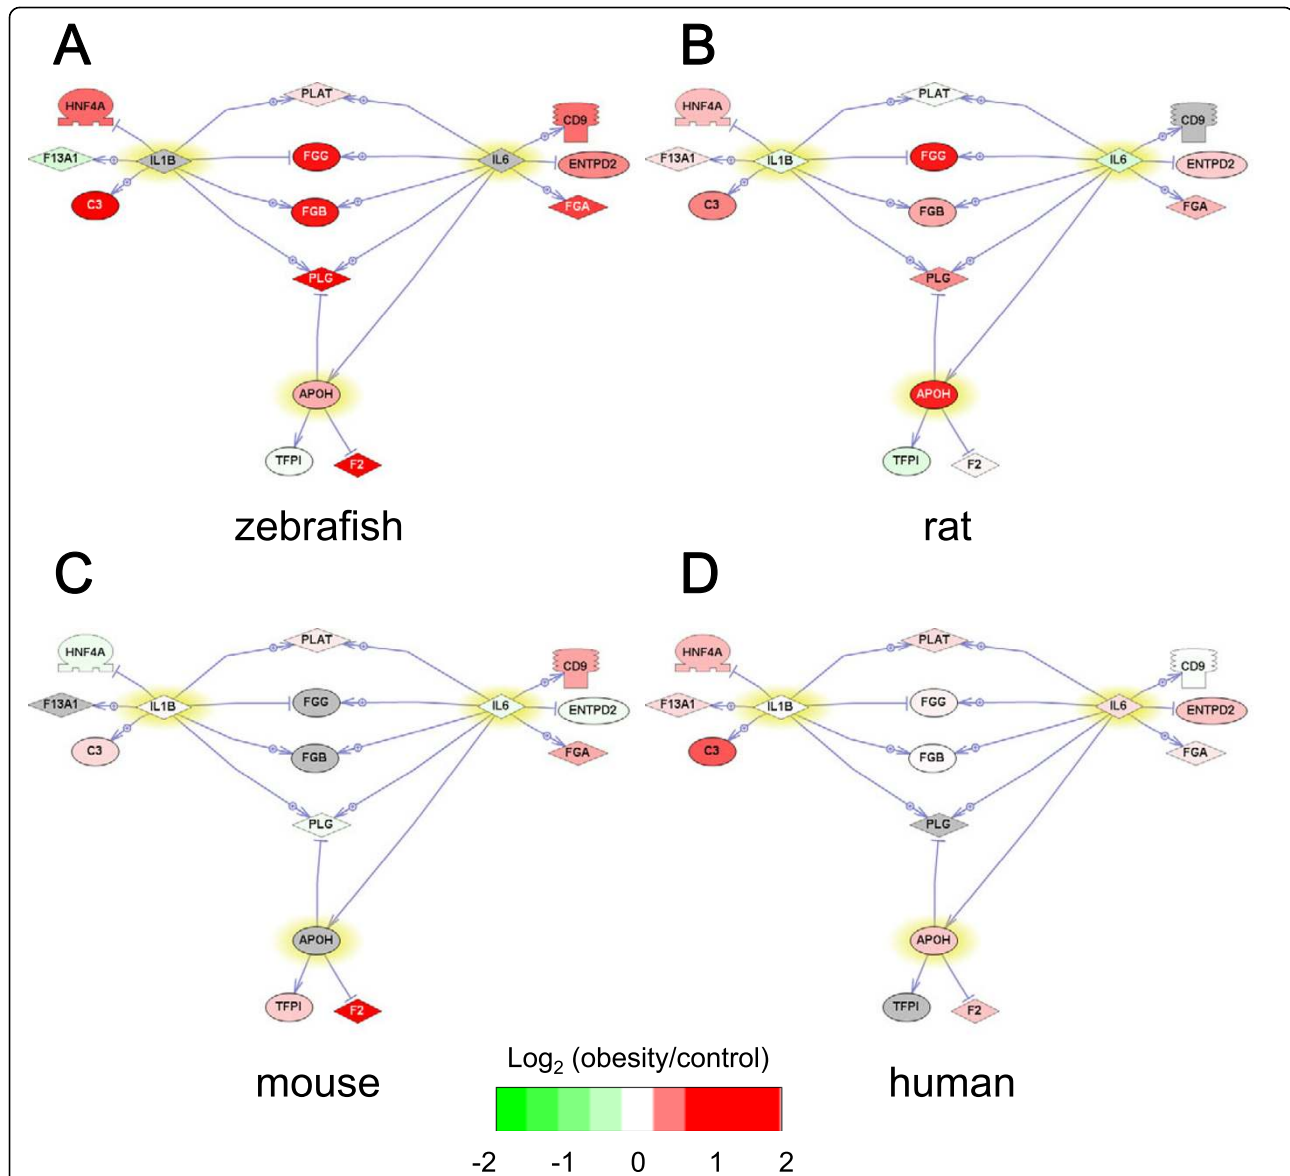 A
PLAT
HNF4A
CD9
F13A1
IL1B
FGG
IL6
ENTPD2
C3
FGB
FGA
PLG
APOH
TFPI
F2
zebrafish
B
PLAT
HNF4A
CD9
F13A1
IL1B
FGG
IL6
ENTPD2
C3
FGB
FGA
PLG
APOH
TFPI
F2
rat
C
PLAT
HNF4A
CD9
F13A1
IL1B
FGG
IL6
ENTPD2
C3
FGB
FGA
PLG
APOH
TFPI
F2
mouse
D
PLAT
HNF4A
CD9
F13A1
IL1B
FGG
IL6
ENTPD2
C3
FGB
FGA
PLG
APOH
TFPI
F2
human
Log2 (obesity/control)
-2 -1 0 1 2